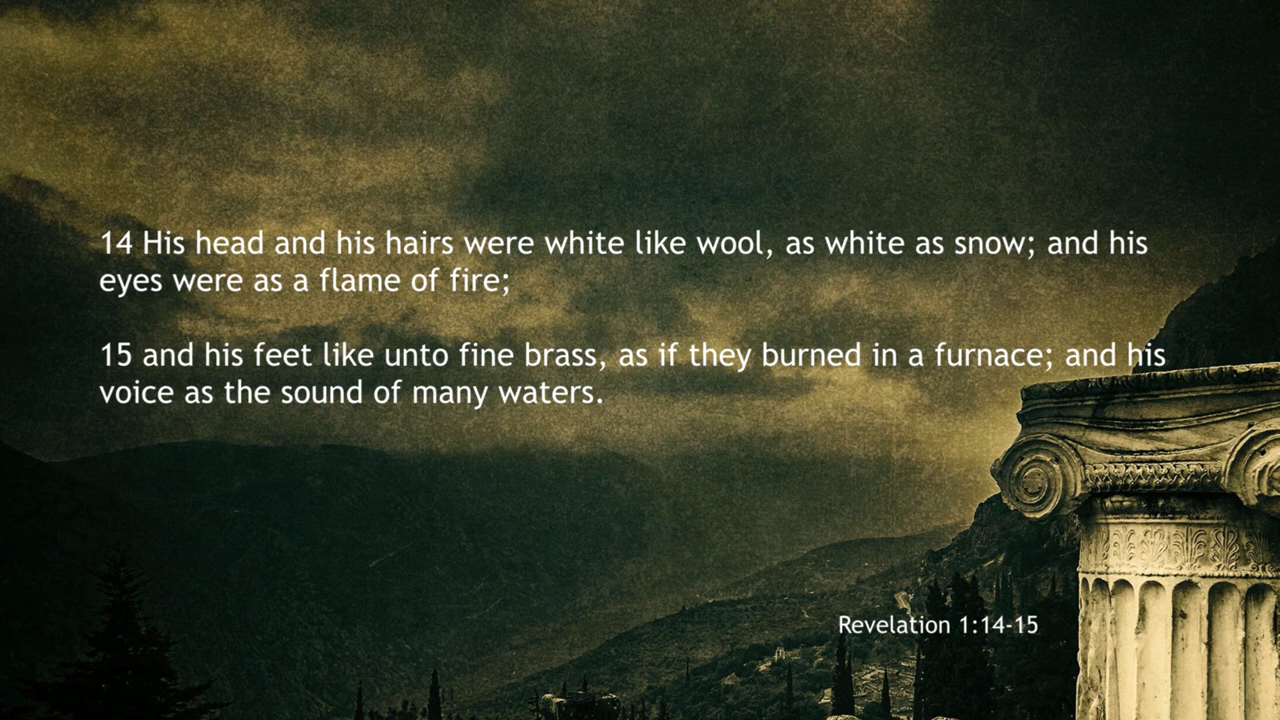 14 His head and his hairs were white like wool, as white as snow; and his
eyes were as a flame of fire;
15 and his feet like unto fine brass, as if they burned in a furnace; and his
voice as the sound of many waters.
Revelation 1:14-15